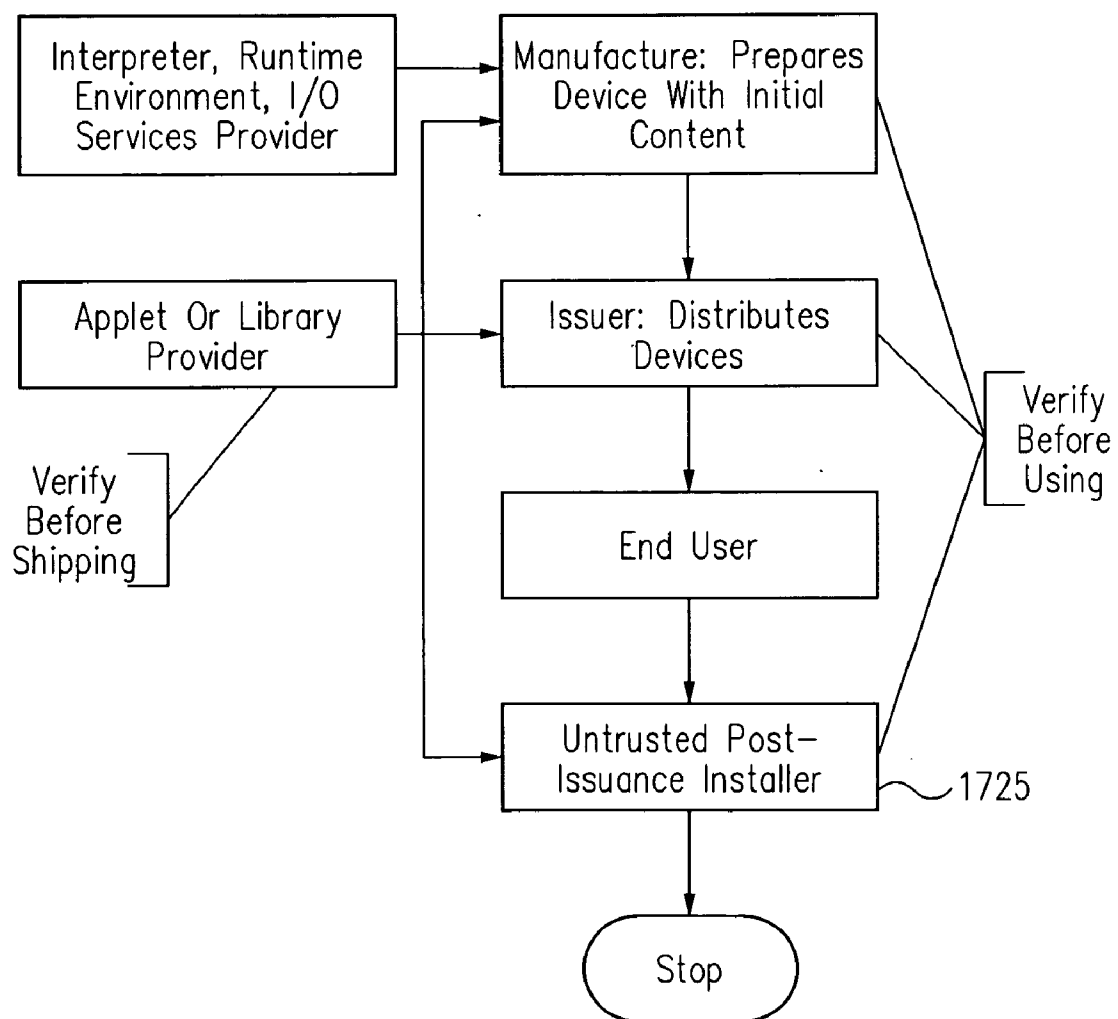 Interpreter, Runtime
Environment, I/O
Services Provider
Manufacture: Prepares
Device With Initial
Content
Applet Or Library
Provider
Issuer: Distributes
Devices
Verify
Before
Using
Verify
Before
Shipping
End User
Untrusted Post-
Issuance Installer
1725
Stop